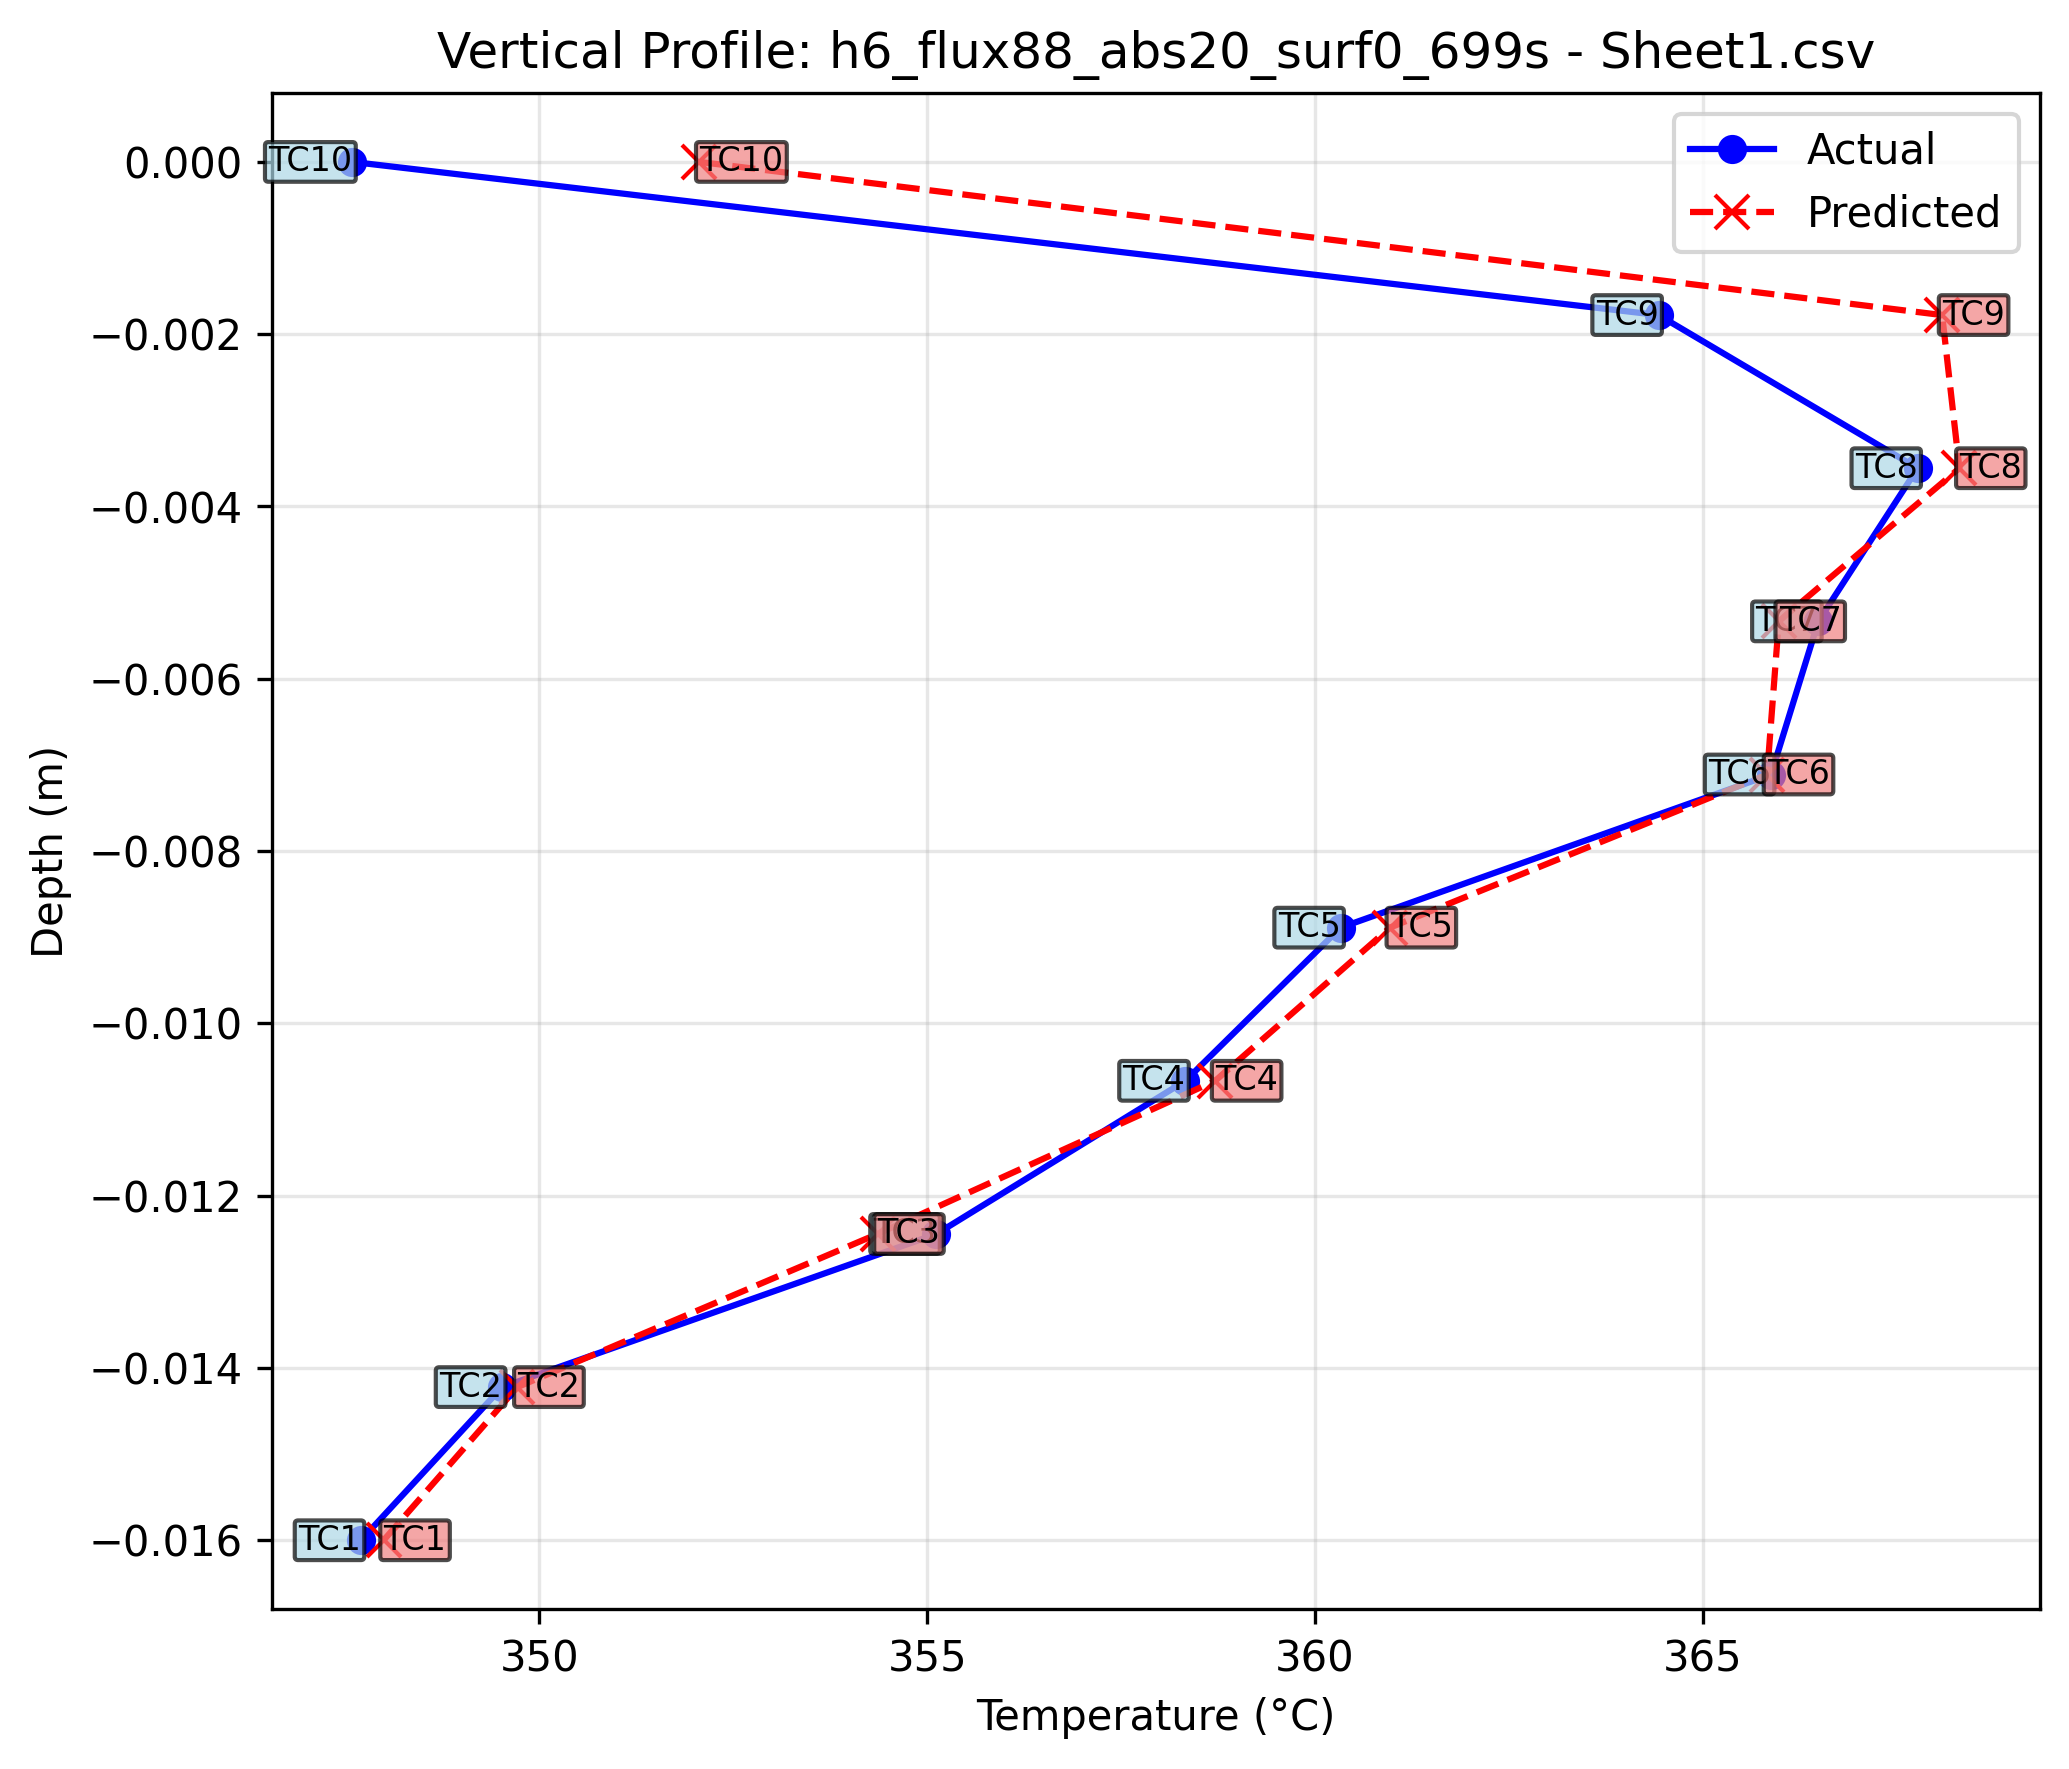 Vertical Profile: h6_flux88_abs20_surf0_699s - Sheet1.csv
Actual
Predicted
0.000
−0.002
−0.004
−0.006
−0.008
−0.010
−0.012
−0.014
−0.016
Depth (m)
TC10
TC10
TC9
TC9
TC8
TC8
TC7
TC6
TC6
TC5
TC5
TC4
TC4
TC3
TC2
TC2
TC1
TC1
350
355
360
365
Temperature (°C)